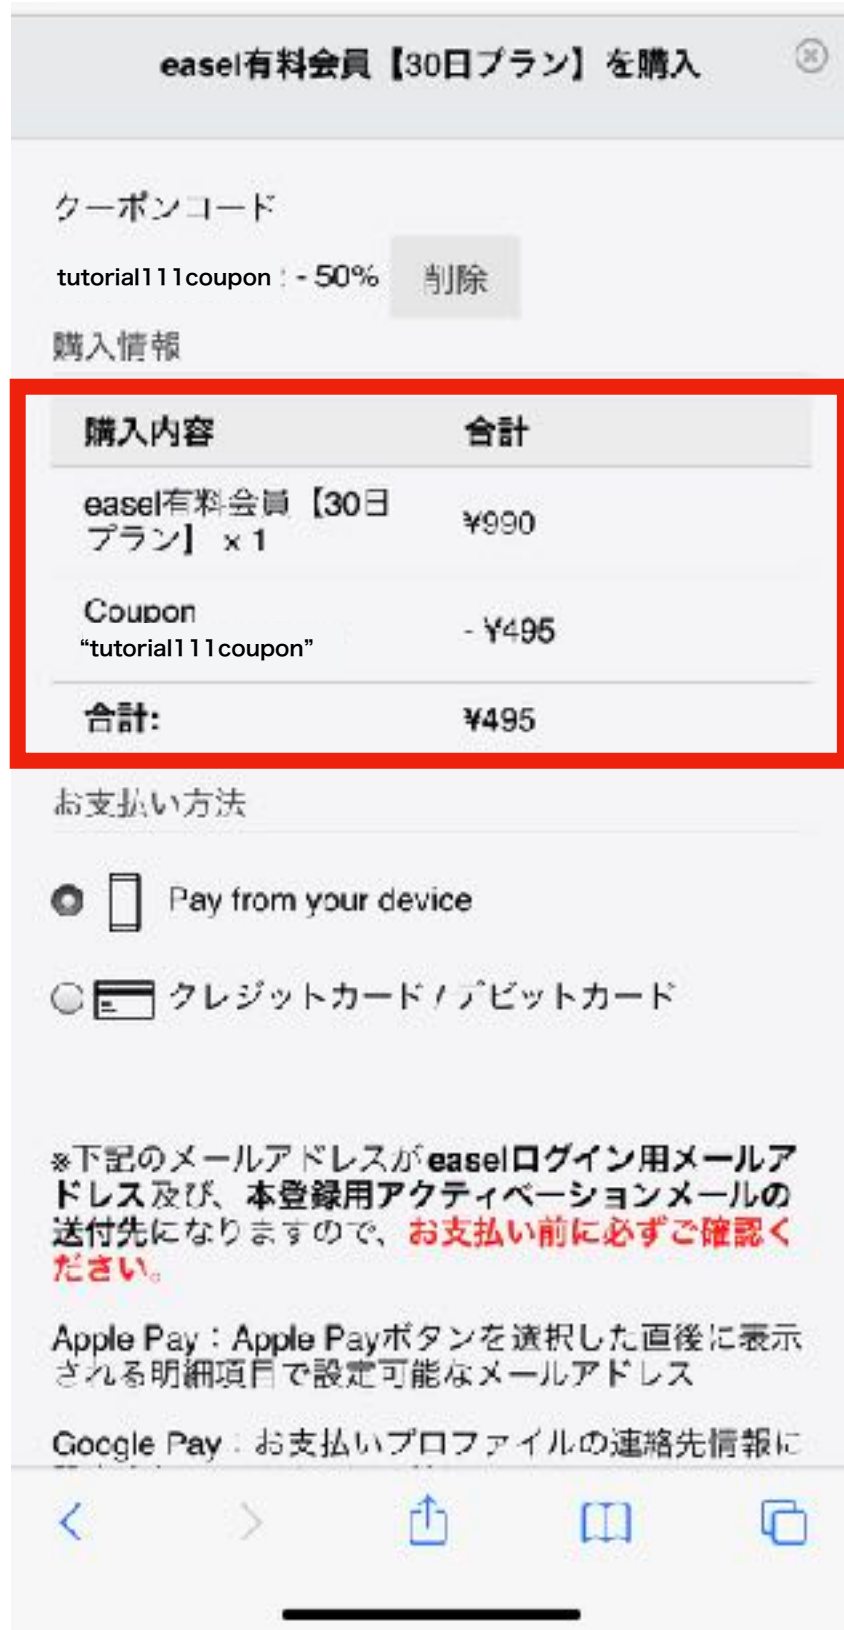 easel有料会員【30日プラン】を購入
クーポンコード
tutorial111coupon : - 50% 削除
購入情報
購入内容 合計
easel有料会員【30日
プラン】 × 1 ¥990
Coupon
“tutorial111coupon” - ¥495
合計: ¥495
お支払い方法
Pay from your device
クレジットカード / デビットカード
※下記のメールアドレスがeaselログイン用メールア
ドレス及び、本登録用アクティベーションメールの
送付先になりますので、お支払い前に必ずご確認く
ださい。
Apple Pay：Apple Payボタンを選択した直後に表示
される明細項目で設定可能なメールアドレス
Google Pay：お支払いプロファイルの連絡先情報に